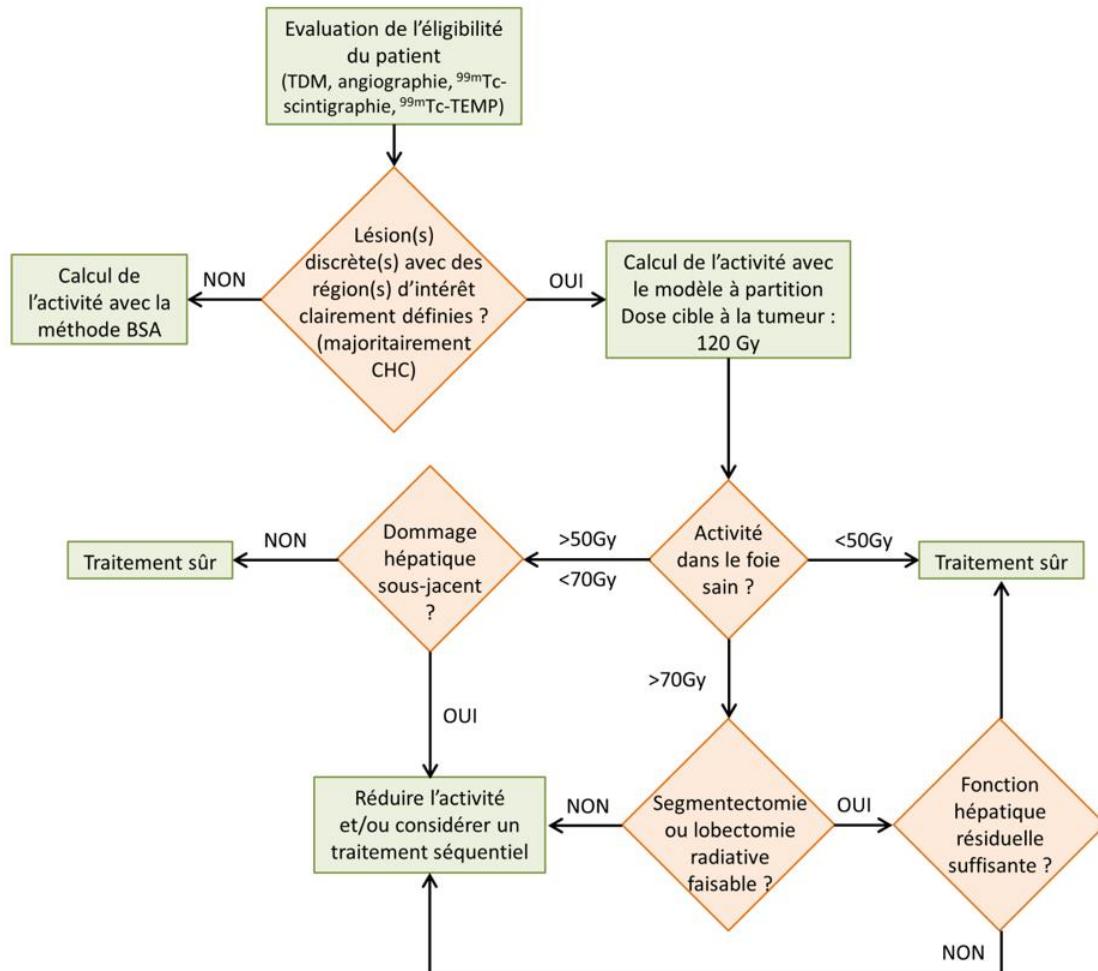 Evaluation de l'éligibilité
du patient
(TDM, angiographie, ⁹⁹ᵐTc-
scintigraphie, ⁹⁹ᵐTc-TEMP)
Lésion(s)
discrète(s) avec des
région(s) d'intérêt
clairement définies ?
(majoritairement
CHC)
NON
OUI
Calcul de
l'activité avec la
méthode BSA
Calcul de l'activité avec
le modèle à partition
Dose cible à la tumeur :
120 Gy
Activité
dans le foie
sain ?
>50Gy
<70Gy
<50Gy
>70Gy
Dommage
hépatique
sous-jacent
?
NON
Traitement sûr
Traitement sûr
OUI
Réduire l'activité
et/ou considérer un
traitement séquentiel
NON
Segmentectomie
ou lobectomie
radiative
faisable ?
OUI
Fonction
hépatique
résiduelle
suffisante ?
NON